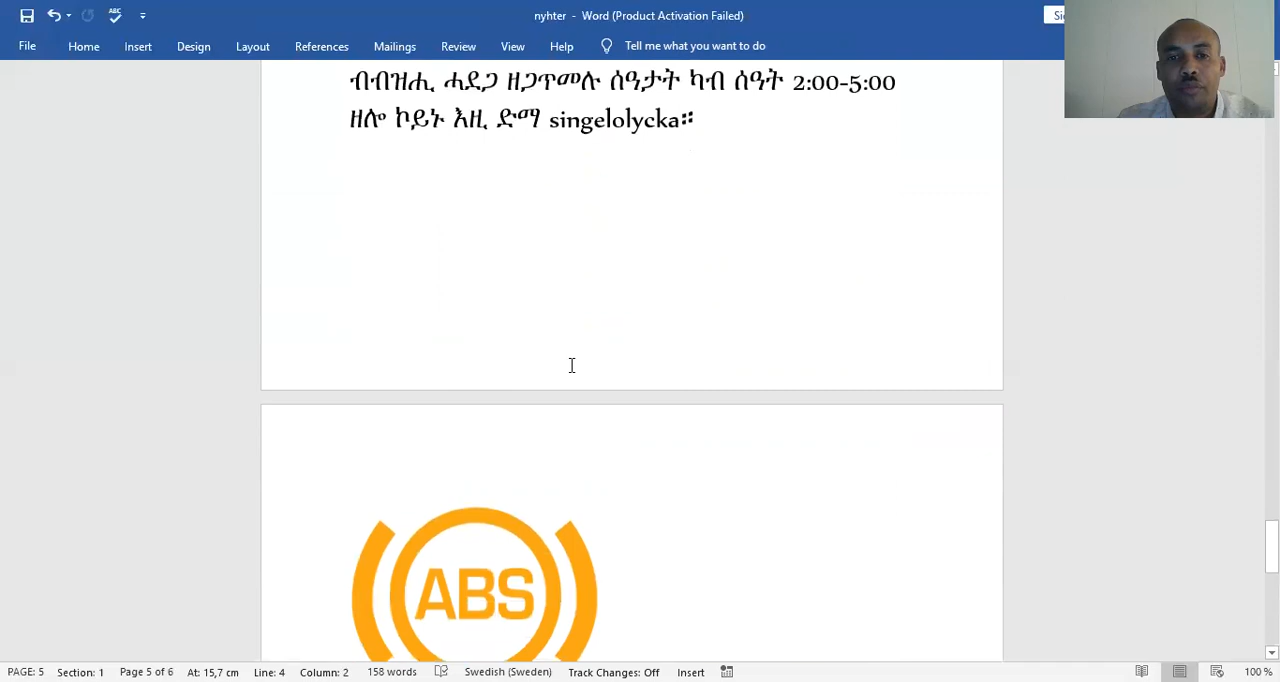 nyhter - Word (Product Activation Failed)
File Home Insert Design Layout References Mailings Review View Help Tell me what you want to do
ብብዝሒ ሓደጋ ዘጋጥመሉ ሰዓታት ካብ ሰዓት 2:00-5:00
ዘሎ ኮይኑ እዚ ድማ singelolycka።
ABS
PAGE: 5 Section: 1 Page 5 of 6 At: 15,7 cm Line: 4 Column: 2 158 words Swedish (Sweden) Track Changes: Off Insert 100 %